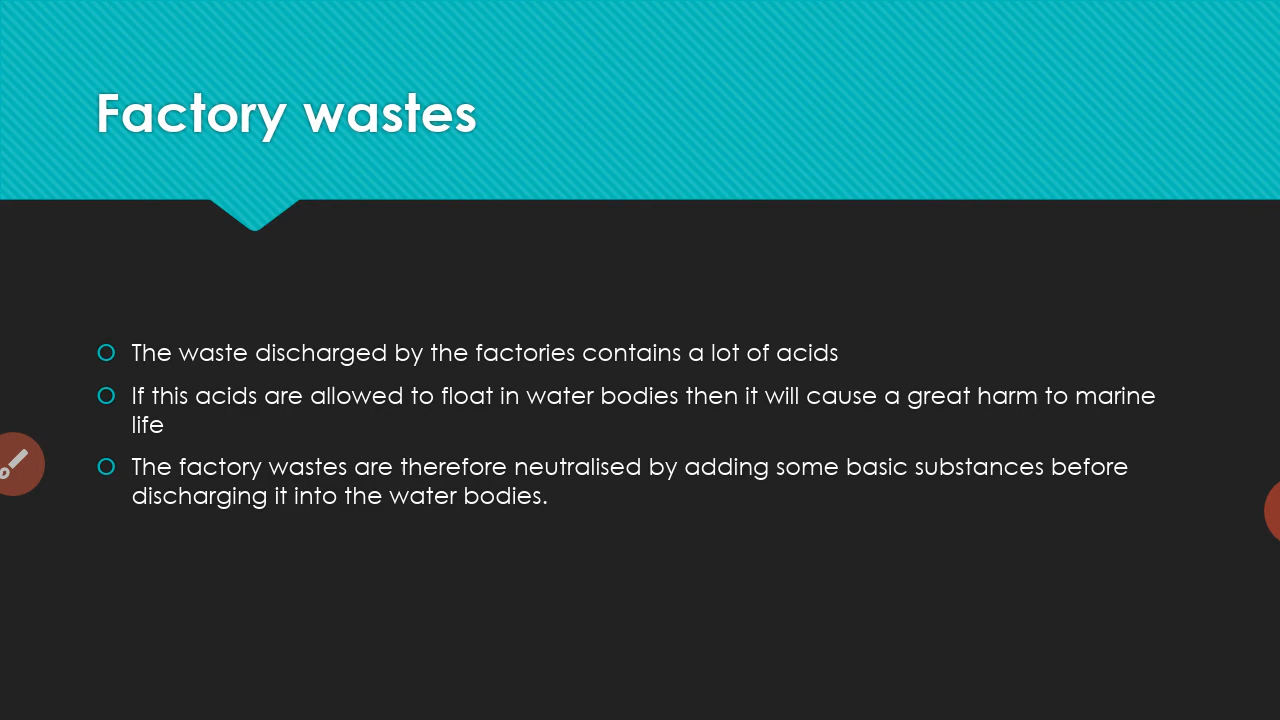 Factory wastes
The waste discharged by the factories contains a lot of acids
If this acids are allowed to float in water bodies then it will cause a great harm to marine
life
The factory wastes are therefore neutralised by adding some basic substances before
discharging it into the water bodies.